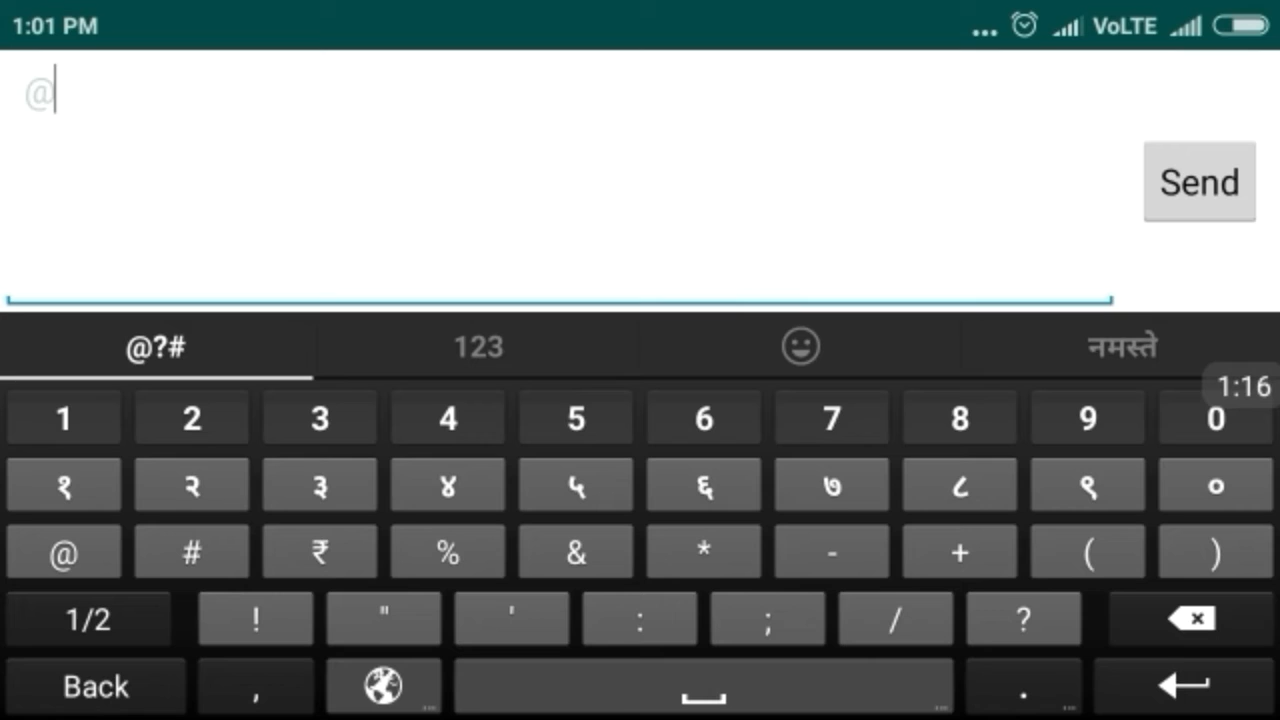 1:01 PM ... VoLTE
@
Send
@?# 123 नमस्ते
1:16
1 2 3 4 5 6 7 8 9 0
१ २ ३ ४ ५ ६ ७ ८ ९ ०
@ # ₹ % & * - + ( )
1/2 ! " ' : ; / ?
Back , .